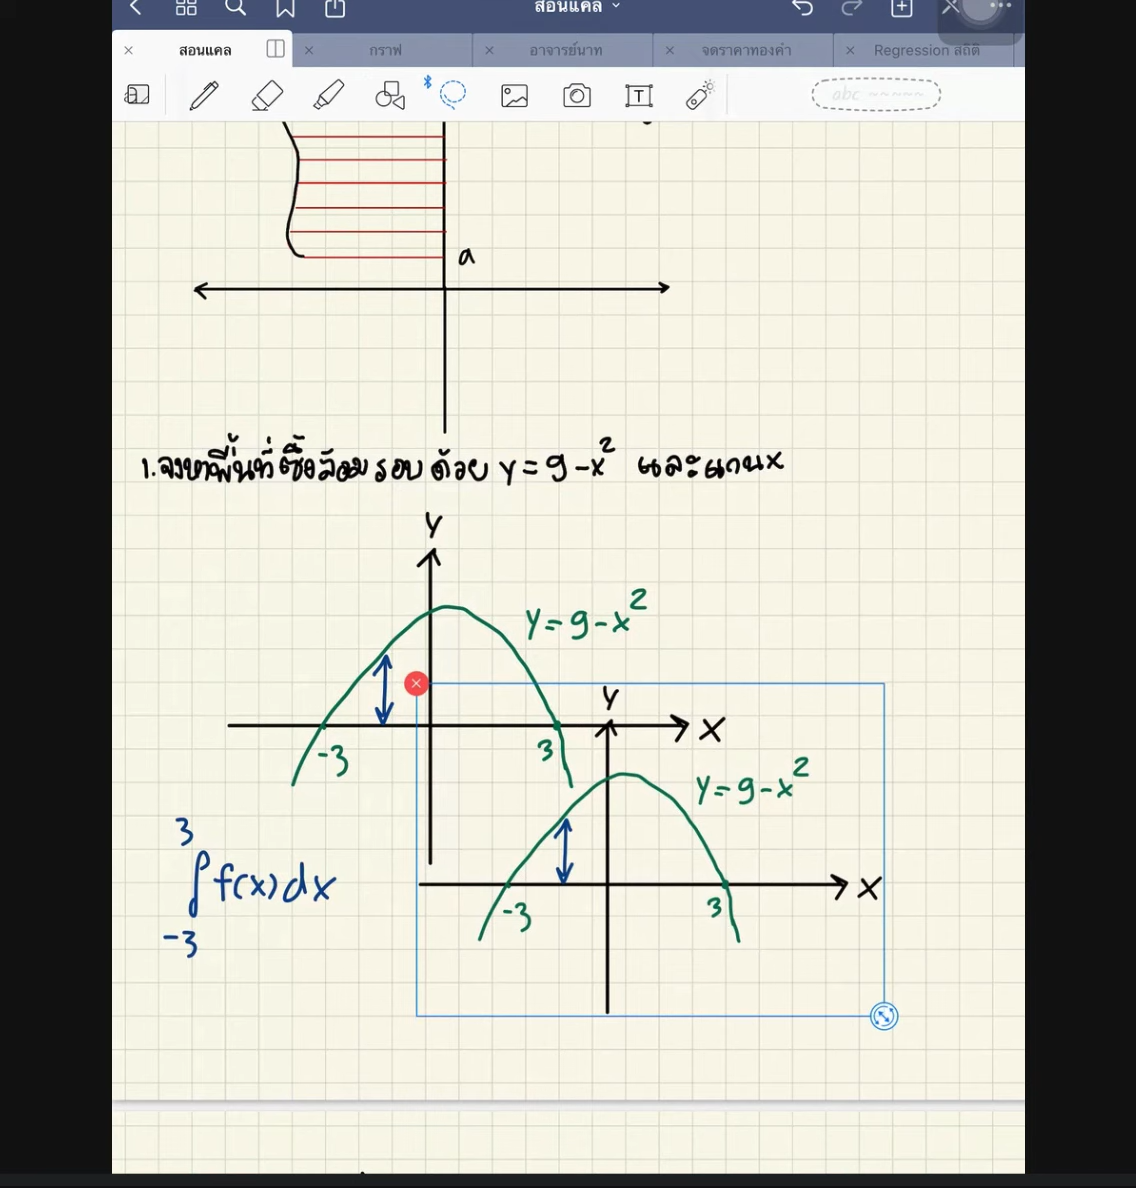 สอนแคล
สอนแคล กราฟ อาจารย์นาท จดราคาทองคำ Regression สถิติ
a T abc
a
1. จงหาพื้นที่ซึ่งล้อมรอบด้วย y = 9 - x² และแกน x
y
y = 9 - x²
y
x
-3 3
y = 9 - x²
3
∫ f(x) dx
x
-3 3
-3